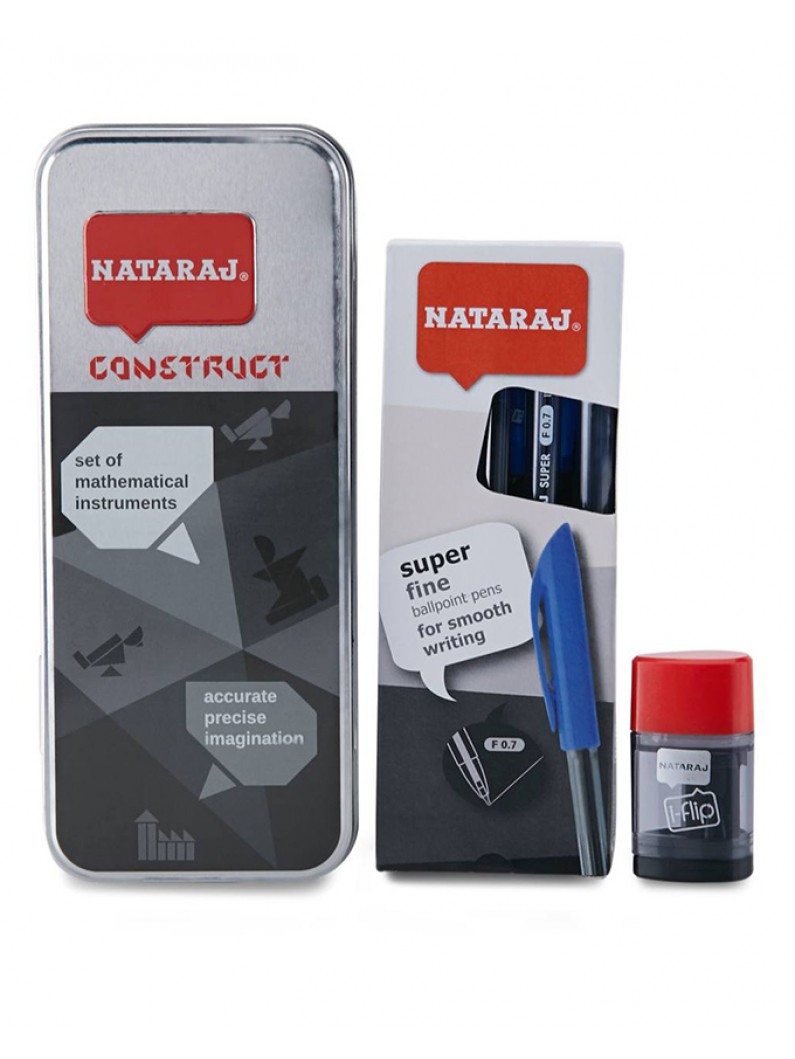 NATARAJ®
CONSTRUCT
set of
mathematical
instruments
accurate
precise
imagination
NATARAJ®
SUPER F 0.7
super
fine
ballpoint pens
for smooth
writing
F 0.7
NATARAJ
i-flip